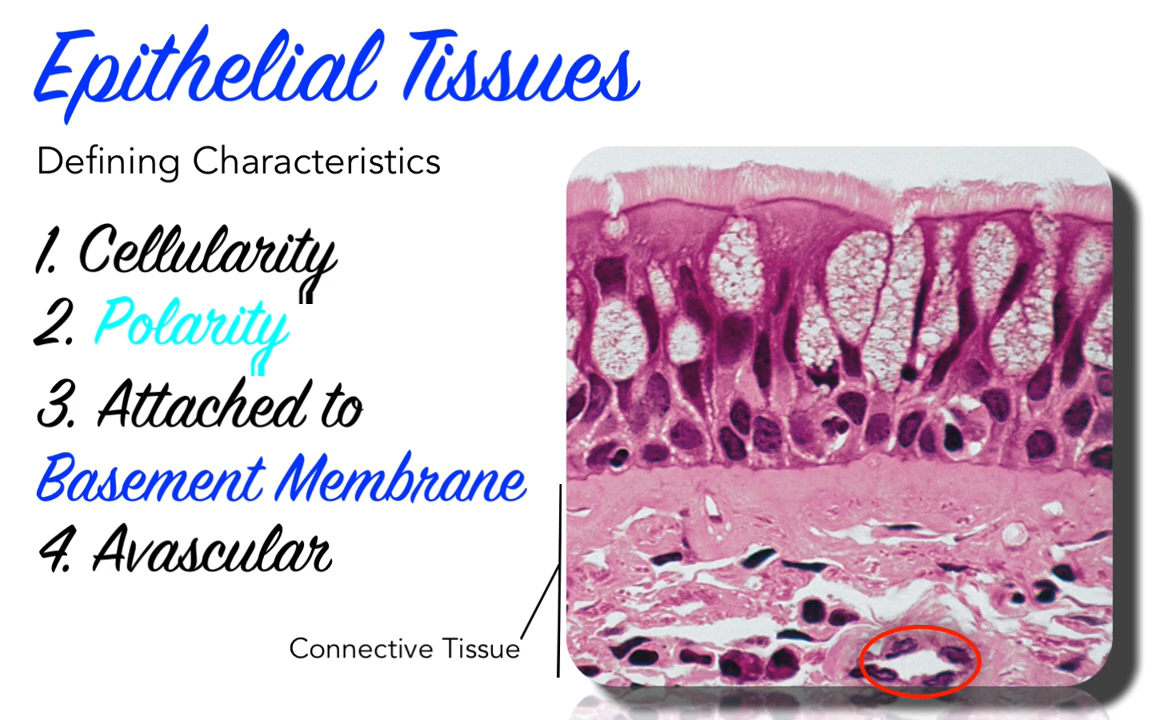 Epithelial Tissues
Defining Characteristics
1. Cellularity
2. Polarity
3. Attached to
Basement Membrane
4. Avascular
Connective Tissue